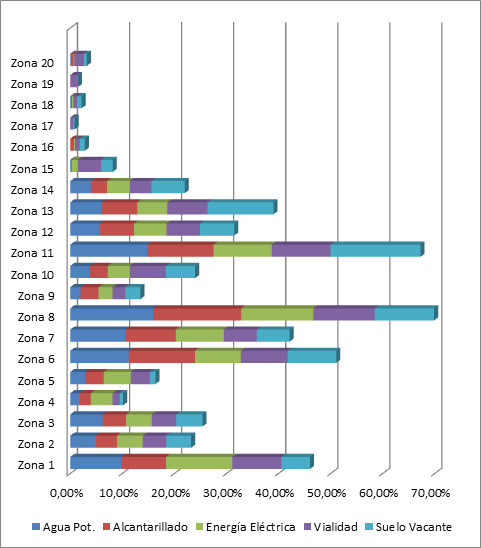 Zona 20
Zona 19
Zona 18
Zona 17
Zona 16
Zona 15
Zona 14
Zona 13
Zona 12
Zona 11
Zona 10
Zona 9
Zona 8
Zona 7
Zona 6
Zona 5
Zona 4
Zona 3
Zona 2
Zona 1
0,00% 10,00% 20,00% 30,00% 40,00% 50,00% 60,00% 70,00%
Agua Pot. Alcantarillado Energía Eléctrica Vialidad Suelo Vacante